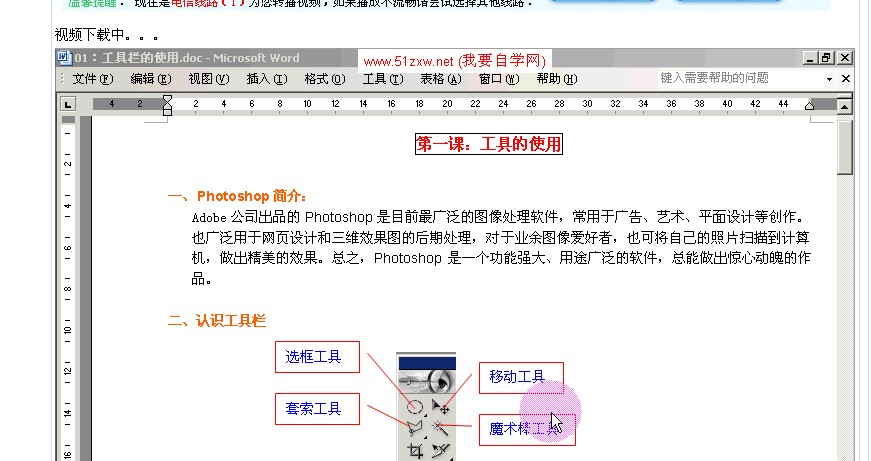 温馨提醒：现在是电信线路（1）为您转播视频，如果播放不流畅请尝试选择其他线路．
视频下载中。。。
01：工具栏的使用.doc - Microsoft Word
www.51zxw.net (我要自学网)
文件(F) 编辑(E) 视图(V) 插入(I) 格式(O) 工具(T) 表格(A) 窗口(W) 帮助(H) 键入需要帮助的问题
4 2 2 4 6 8 10 12 14 16 18 20 22 24 26 28 30 32 34 36 38 40 42 44
第一课：工具的使用
一、Photoshop 简介：
Adobe 公司出品的 Photoshop 是目前最广泛的图像处理软件，常用于广告、艺术、平面设计等创作。
也广泛用于网页设计和三维效果图的后期处理，对于业余图像爱好者，也可将自己的照片扫描到计算
机，做出精美的效果。总之，Photoshop 是一个功能强大、用途广泛的软件，总能做出惊心动魄的作
品。
二、认识工具栏
选框工具
移动工具
套索工具
魔术棒工具
2
4
6
8
10
12
14
16